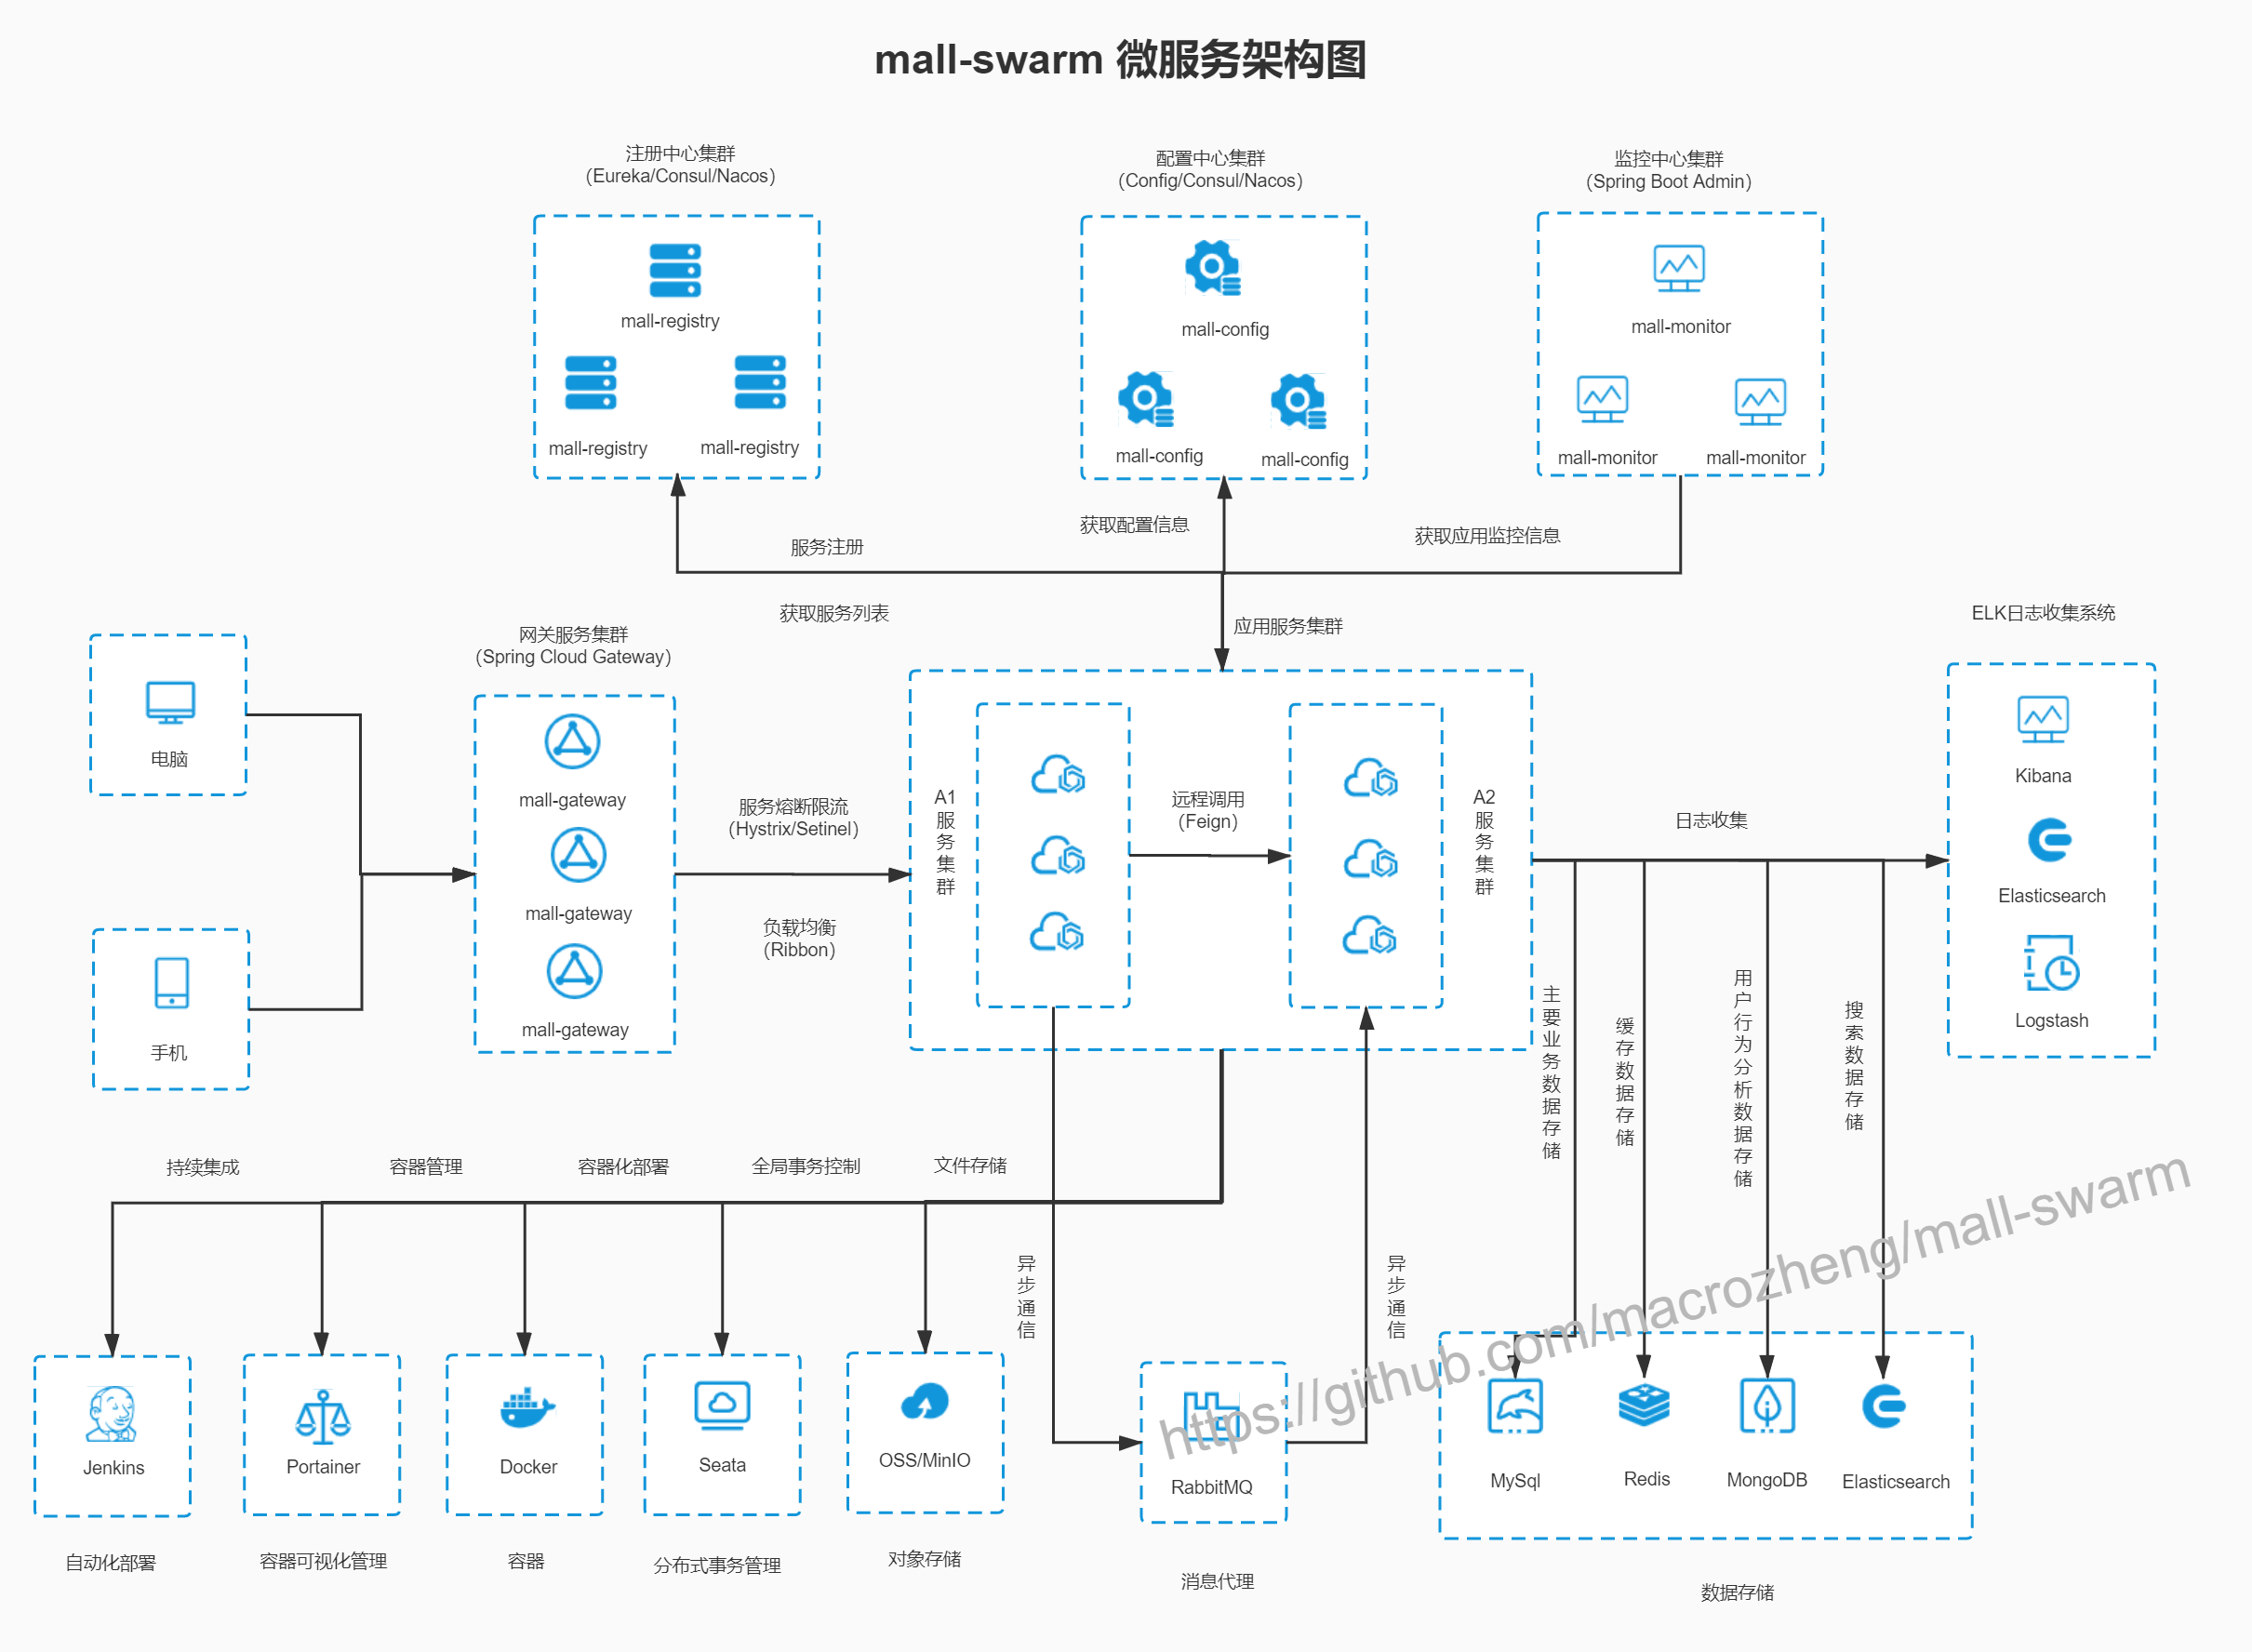 mall-swarm 微服务架构图
注册中心集群
(Eureka/Consul/Nacos)
配置中心集群
(Config/Consul/Nacos)
监控中心集群
(Spring Boot Admin)
mall-registry
mall-registry
mall-registry
mall-config
mall-config
mall-config
mall-monitor
mall-monitor
mall-monitor
服务注册
获取配置信息
获取应用监控信息
获取服务列表
应用服务集群
ELK日志收集系统
网关服务集群
(Spring Cloud Gateway)
电脑
手机
mall-gateway
mall-gateway
mall-gateway
服务熔断限流
(Hystrix/Setinel)
负载均衡
(Ribbon)
A1
服
务
集
群
远程调用
(Feign)
A2
服
务
集
群
日志收集
Kibana
Elasticsearch
Logstash
主
要
业
务
数
据
存
储
缓
存
数
据
存
储
用
户
行
为
分
析
数
据
存
储
搜
索
数
据
存
储
持续集成
容器管理
容器化部署
全局事务控制
文件存储
异
步
通
信
异
步
通
信
https://github.com/macrozheng/mall-swarm
Jenkins
Portainer
Docker
Seata
OSS/MinIO
RabbitMQ
MySql
Redis
MongoDB
Elasticsearch
自动化部署
容器可视化管理
容器
分布式事务管理
对象存储
消息代理
数据存储